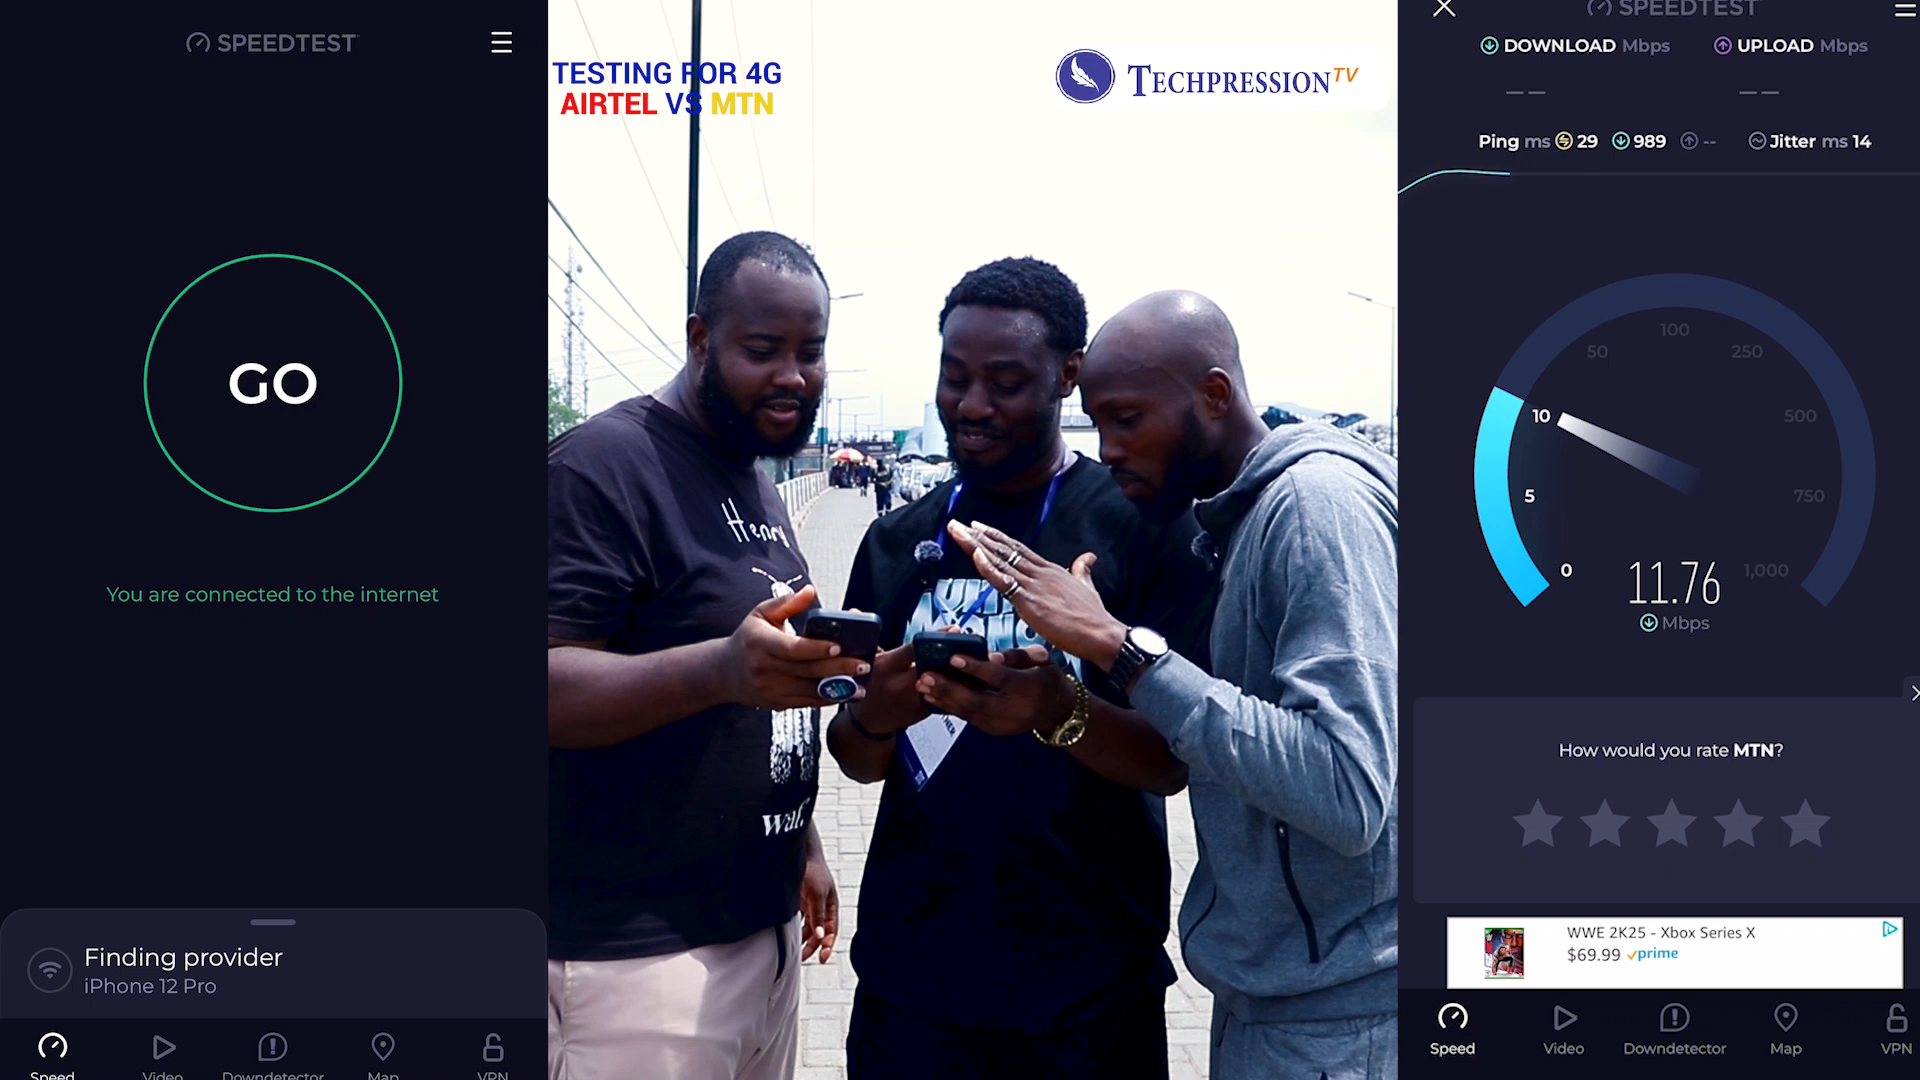 SPEEDTEST
GO
You are connected to the internet
Finding provider
iPhone 12 Pro
Speed
Video
Downdetector
Map
VPN
TESTING FOR 4G
AIRTEL VS MTN
TECHPRESSION TV
Henry
waf.
SPEEDTEST
DOWNLOAD Mbps
UPLOAD Mbps
— —
— —
Ping ms 29 989 -- Jitter ms 14
100
50
250
10
500
5
750
0
1,000
11.76
Mbps
How would you rate MTN?
WWE 2K25 - Xbox Series X
$69.99 prime
Speed
Video
Downdetector
Map
VPN